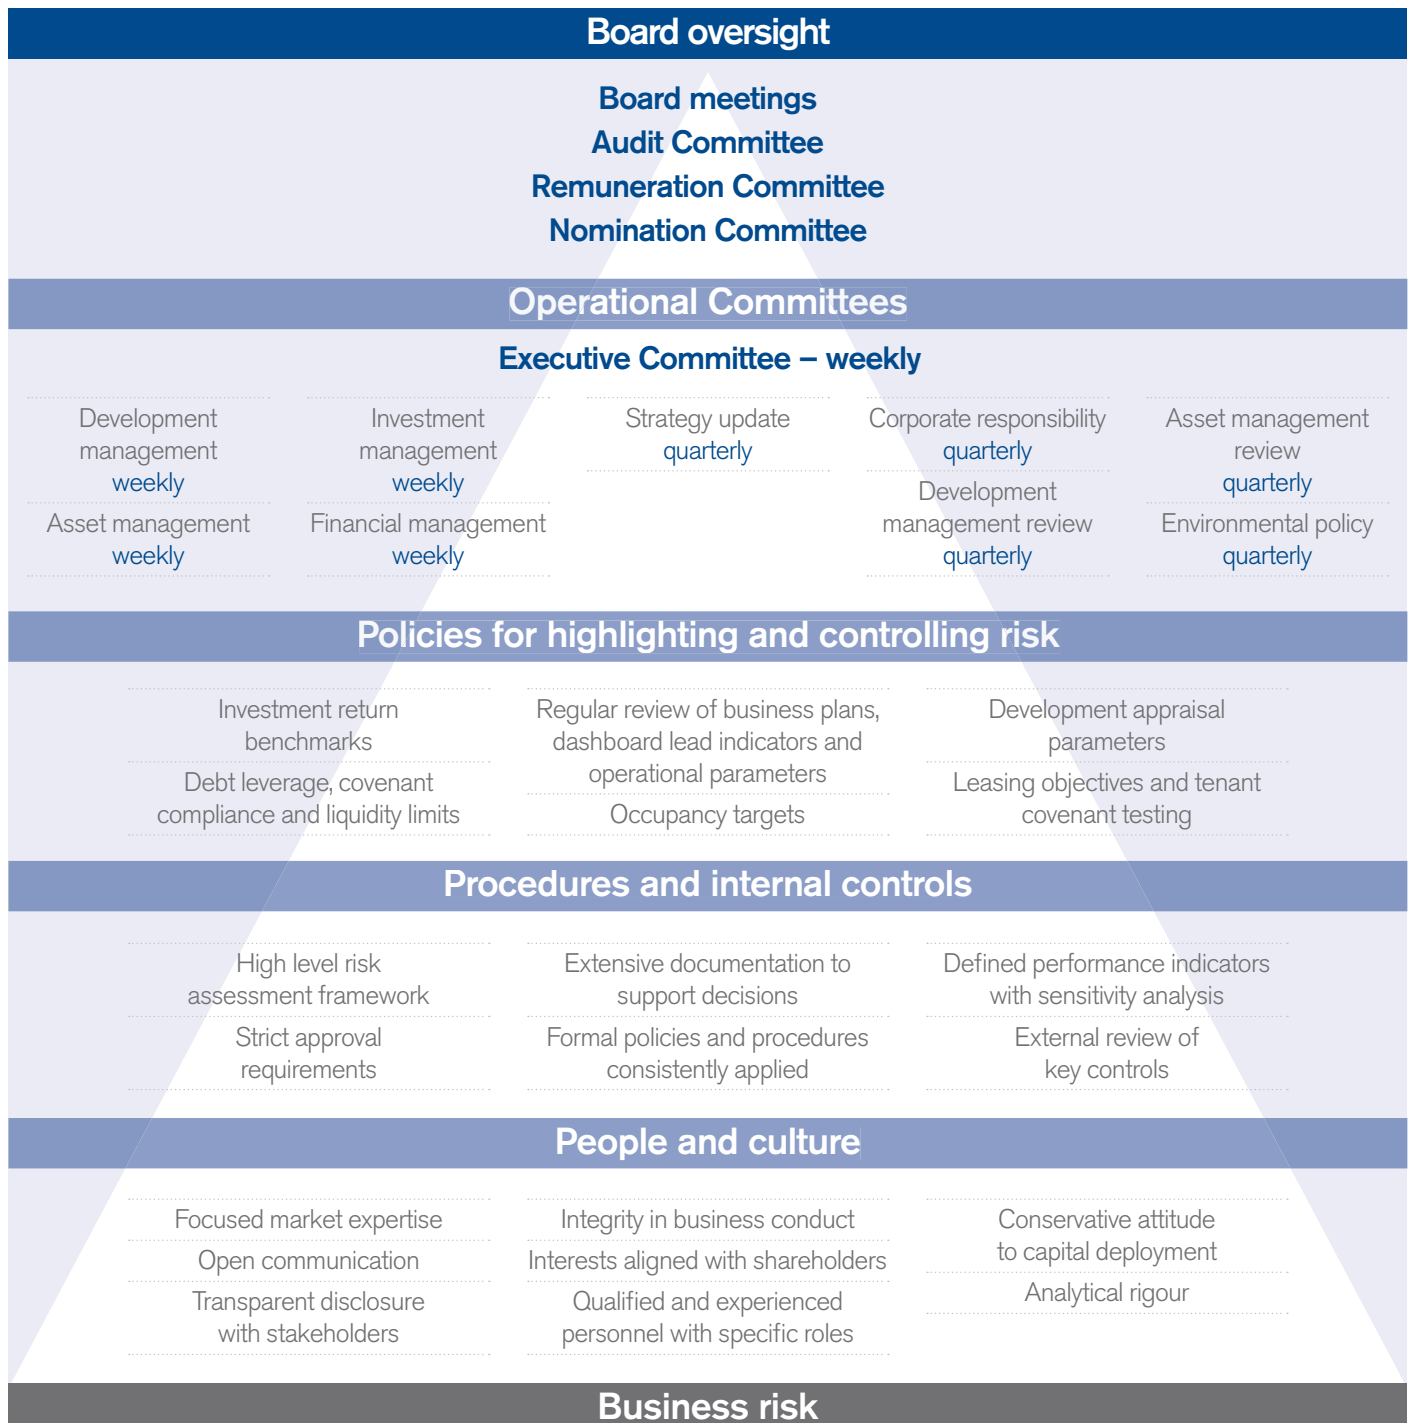 Board oversight
Board meetings
Audit Committee
Remuneration Committee
Nomination Committee
Operational Committees
Executive Committee – weekly
Development
management
weekly
Asset management
weekly
Investment
management
weekly
Financial management
weekly
Strategy update
quarterly
Corporate responsibility
quarterly
Development
management review
quarterly
Asset management
review
quarterly
Environmental policy
quarterly
Policies for highlighting and controlling risk
Investment return
benchmarks
Debt leverage, covenant
compliance and liquidity limits
Regular review of business plans,
dashboard lead indicators and
operational parameters
Occupancy targets
Development appraisal
parameters
Leasing objectives and tenant
covenant testing
Procedures and internal controls
High level risk
assessment framework
Strict approval
requirements
Extensive documentation to
support decisions
Formal policies and procedures
consistently applied
Defined performance indicators
with sensitivity analysis
External review of
key controls
People and culture
Focused market expertise
Open communication
Transparent disclosure
with stakeholders
Integrity in business conduct
Interests aligned with shareholders
Qualified and experienced
personnel with specific roles
Conservative attitude
to capital deployment
Analytical rigour
Business risk